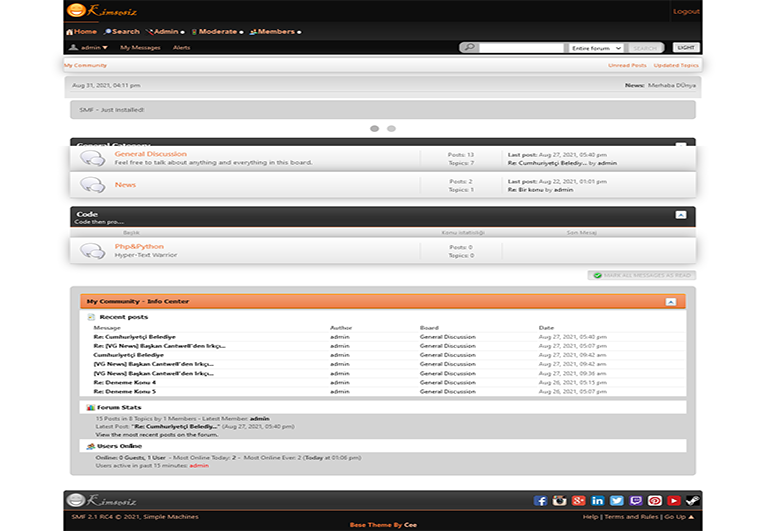 Kimsesiz
Logout
Home Search Admin Moderate Members
admin ▼ My Messages Alerts Entire forum SEARCH LIGHT
My Community Unread Posts Updated Topics
Aug 31, 2021, 04:11 pm News: Merhaba DÜnya
SMF - Just Installed!
General Category
General Discussion
Feel free to talk about anything and everything in this board.
Posts: 13
Topics: 7
Last post: Aug 27, 2021, 05:40 pm
Re: Cumhuriyetçi Belediy... by admin
News
Posts: 2
Topics: 1
Last post: Aug 22, 2021, 01:01 pm
Re: Bir konu by admin
Code
Code then pro....
Başlık Konu istatistiği Son Mesaj
Php&Python
Hyper-Text Warrior
Posts: 0
Topics: 0
MARK ALL MESSAGES AS READ
My Community - Info Center
Recent posts
Message Author Board Date
Re: Cumhuriyetçi Belediye admin General Discussion Aug 27, 2021, 05:40 pm
Re: [VG News] Başkan Cantwell'den Irkçı... admin General Discussion Aug 27, 2021, 05:07 pm
Cumhuriyetçi Belediye admin General Discussion Aug 27, 2021, 09:42 am
[VG News] Başkan Cantwell'den Irkçı... admin General Discussion Aug 27, 2021, 09:42 am
[VG News] Başkan Cantwell'den Irkçı... admin General Discussion Aug 27, 2021, 09:36 am
Re: Deneme Konu 4 admin General Discussion Aug 26, 2021, 05:15 pm
Re: Deneme Konu 5 admin General Discussion Aug 26, 2021, 05:07 pm
Forum Stats
15 Posts in 8 Topics by 1 Members - Latest Member: admin
Latest Post: "Re: Cumhuriyetçi Belediy..." (Aug 27, 2021, 05:40 pm)
View the most recent posts on the forum.
Users Online
Online: 0 Guests, 1 User - Most Online Today: 2 - Most Online Ever: 2 (Today at 01:06 pm)
Users active in past 15 minutes: admin
Kimsesiz
SMF 2.1 RC4 © 2021, Simple Machines Help | Terms and Rules | Go Up ▲
Bese Theme By Cee